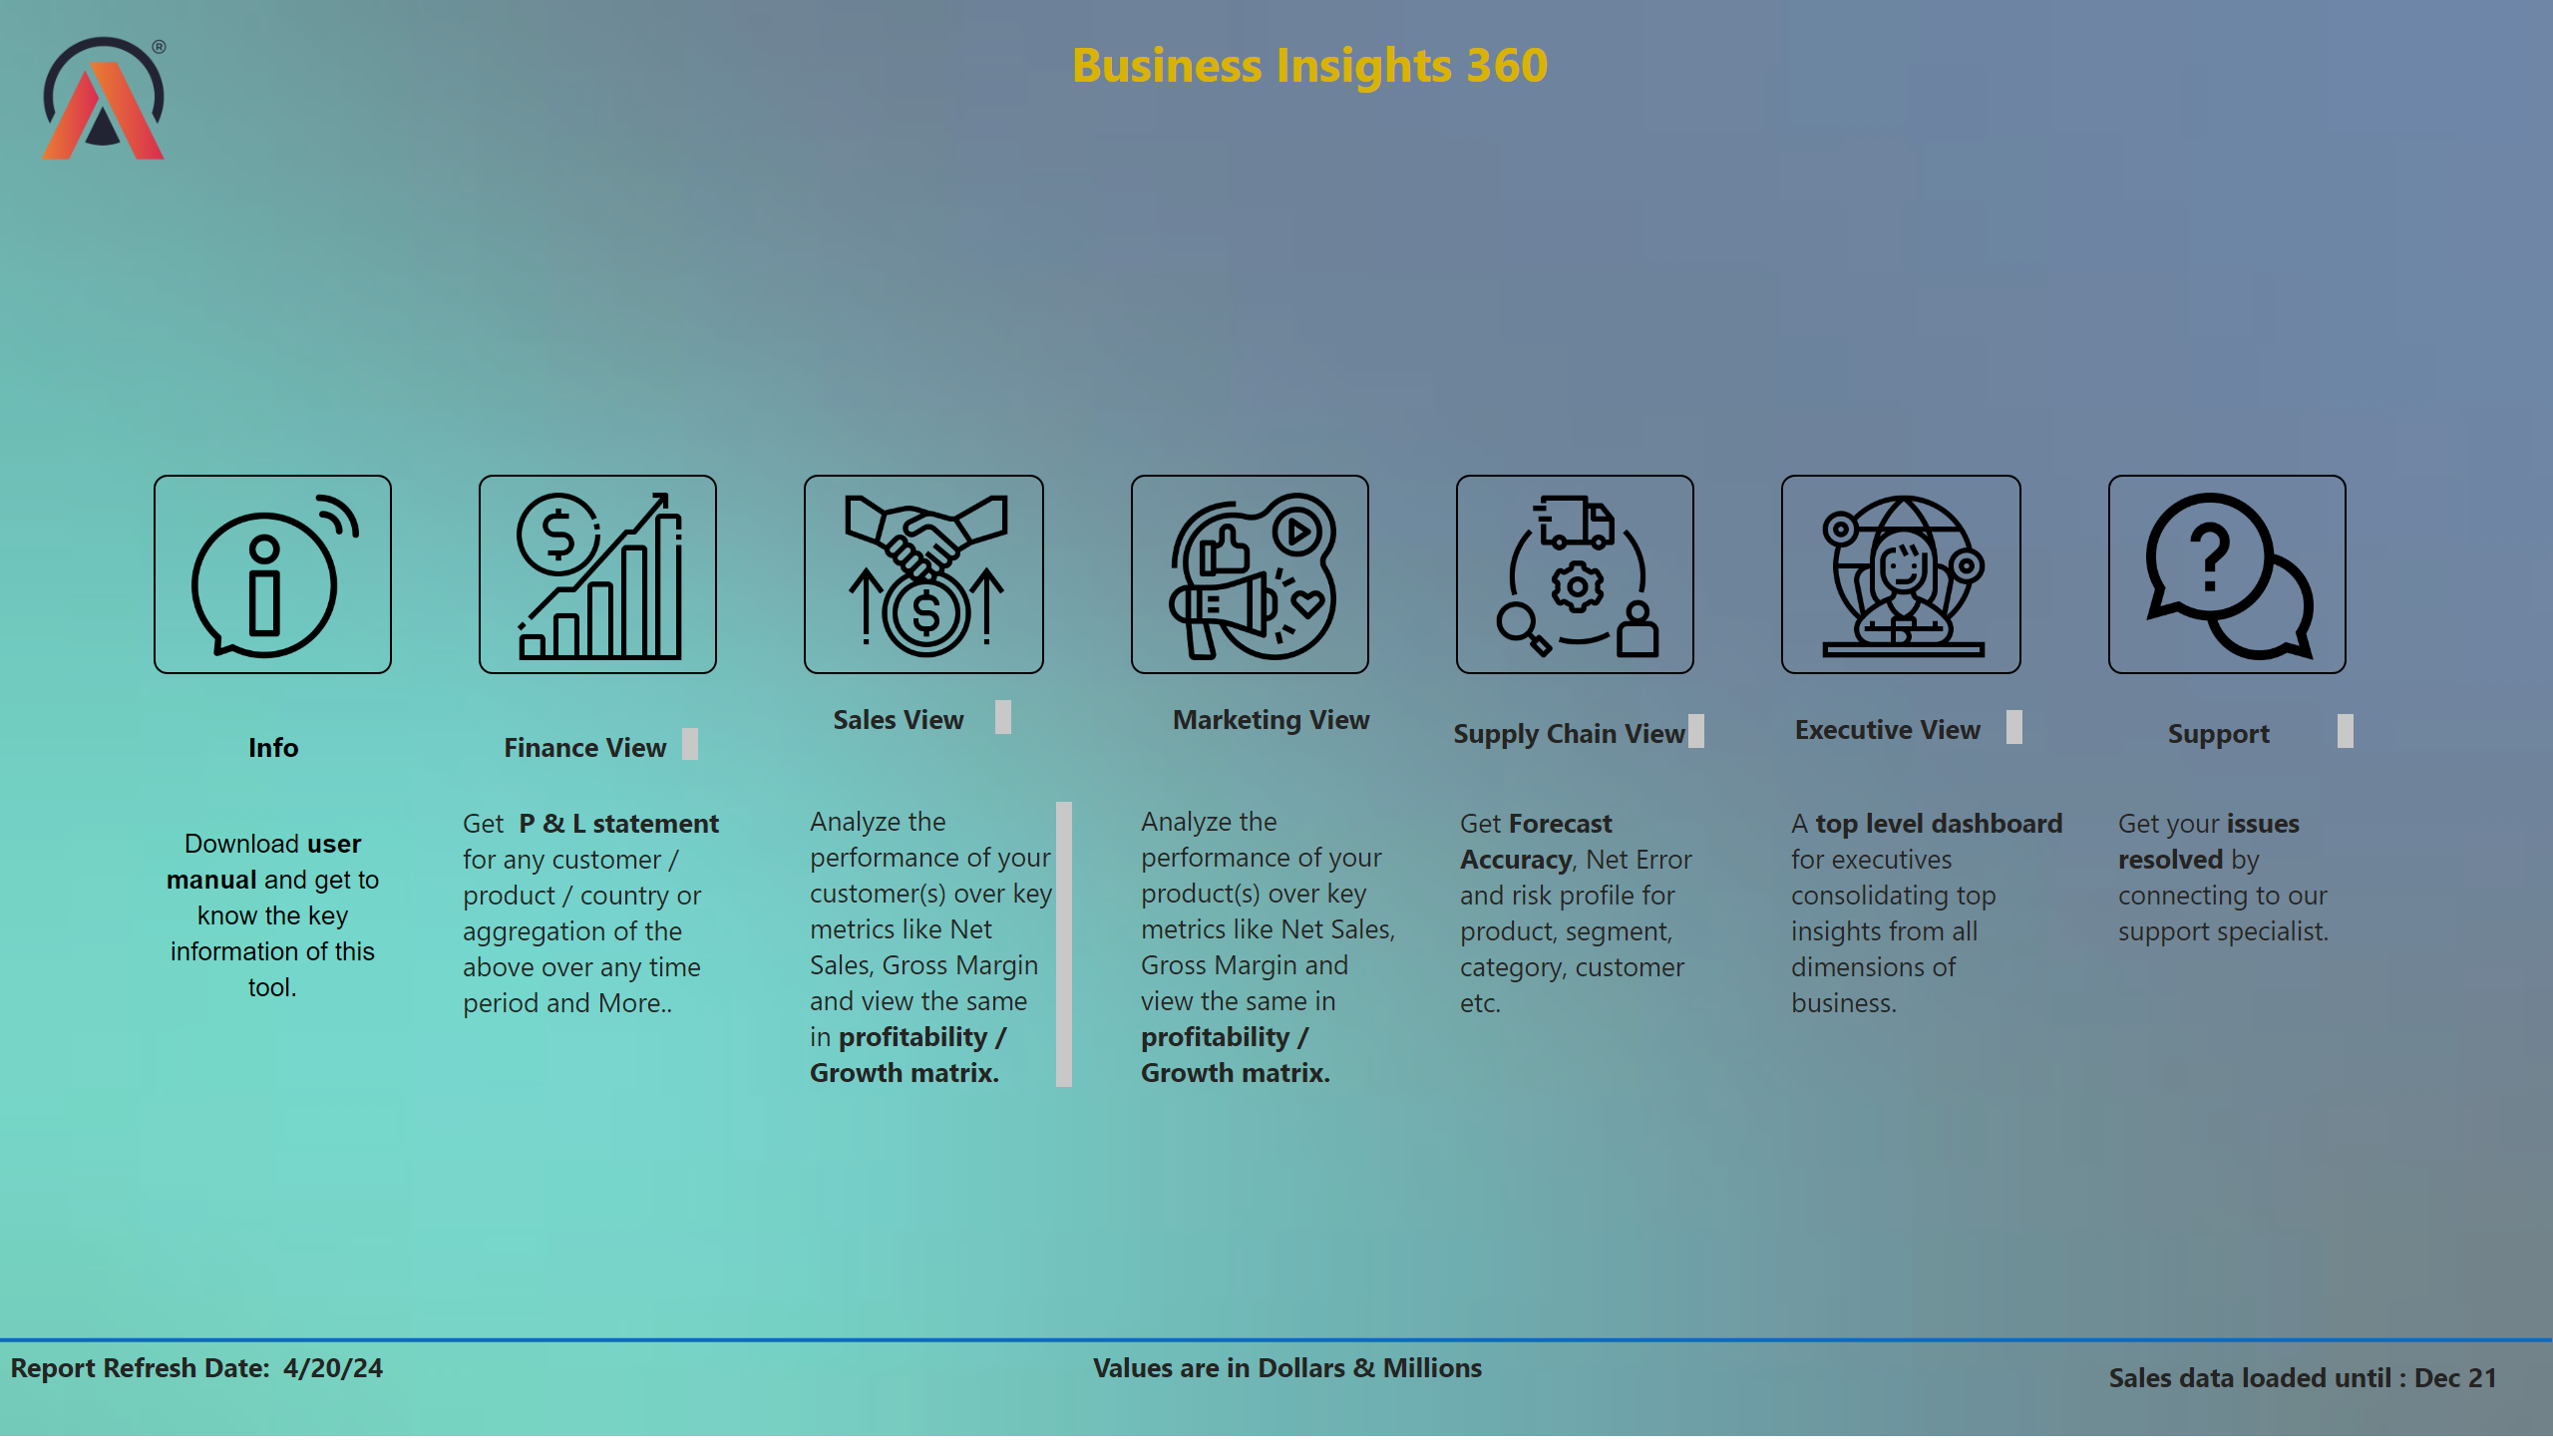 ®
Business Insights 360
Info
Download user
manual and get to
know the key
information of this
tool.
Finance View
Get  P & L statement
for any customer /
product / country or
aggregation of the
above over any time
period and More..
Sales View
Analyze the
performance of your
customer(s) over key
metrics like Net
Sales, Gross Margin
and view the same
in profitability /
Growth matrix.
Marketing View
Analyze the
performance of your
product(s) over key
metrics like Net Sales,
Gross Margin and
view the same in
profitability /
Growth matrix.
Supply Chain View
Get Forecast
Accuracy, Net Error
and risk profile for
product, segment,
category, customer
etc.
Executive View
A top level dashboard
for executives
consolidating top
insights from all
dimensions of
business.
Support
Get your issues
resolved by
connecting to our
support specialist.
Report Refresh Date:  4/20/24
Values are in Dollars & Millions
Sales data loaded until : Dec 21